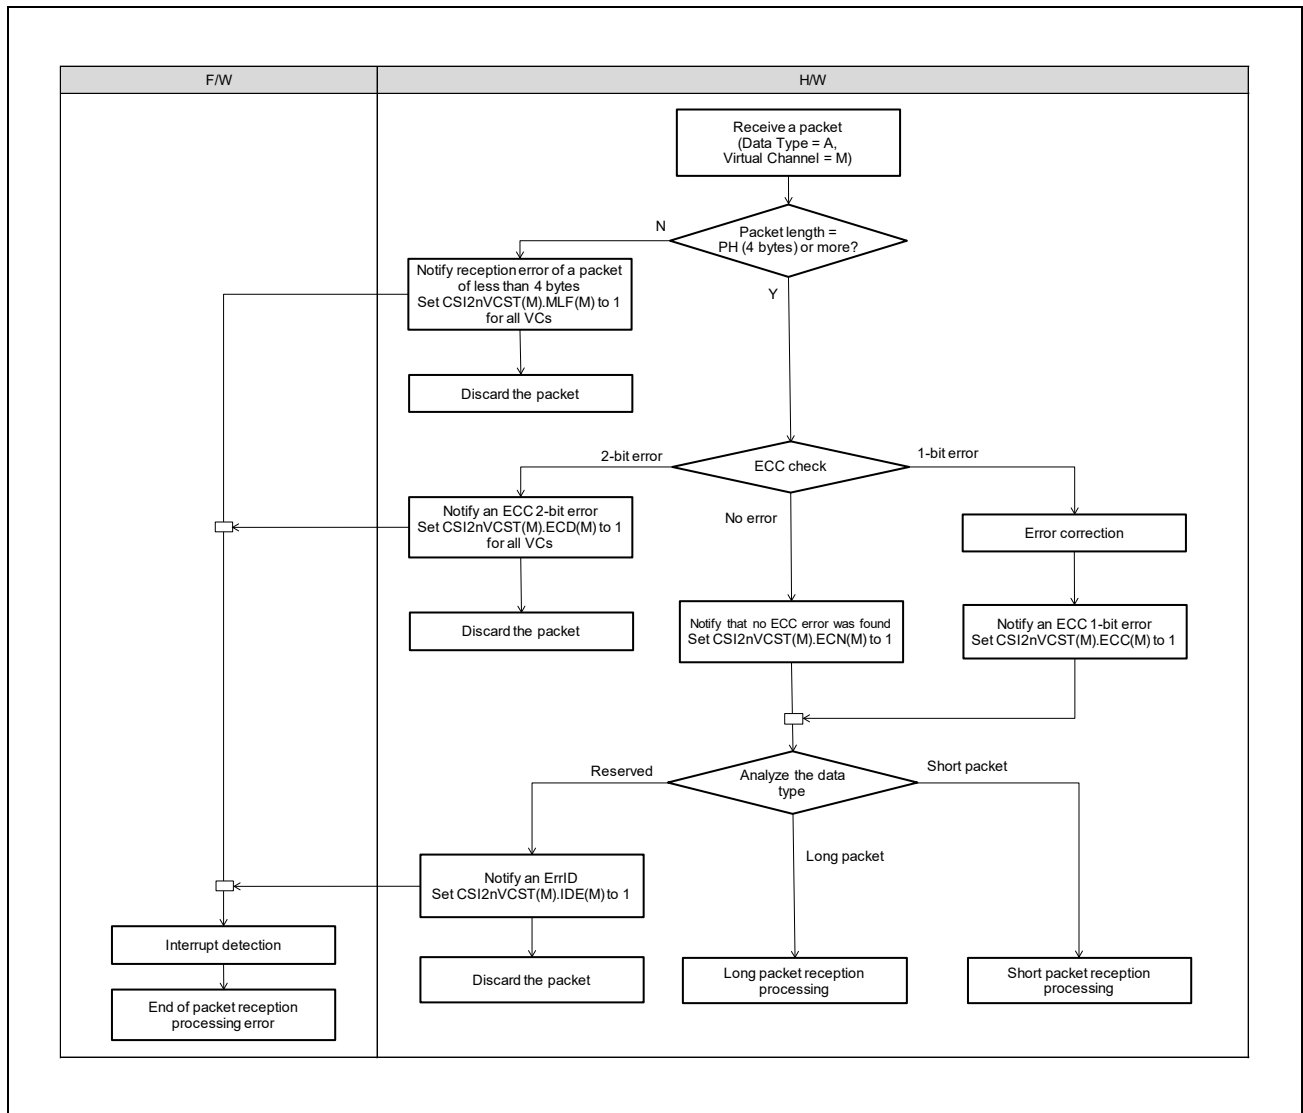 F/W
H/W
Receive a packet
(Data Type = A,
Virtual Channel = M)
N
Packet length =
PH (4 bytes) or more?
Y
Notify reception error of a packet
of less than 4 bytes
Set CSI2nVCST(M).MLF(M) to 1
for all VCs
Discard the packet
2-bit error
ECC check
1-bit error
No error
Notify an ECC 2-bit error
Set CSI2nVCST(M).ECD(M) to 1
for all VCs
Error correction
Discard the packet
Notify that no ECC error was found
Set CSI2nVCST(M).ECN(M) to 1
Notify an ECC 1-bit error
Set CSI2nVCST(M).ECC(M) to 1
Reserved
Analyze the data
type
Short packet
Long packet
Notify an ErrID
Set CSI2nVCST(M).IDE(M) to 1
Interrupt detection
Discard the packet
Long packet reception
processing
Short packet reception
processing
End of packet reception
processing error